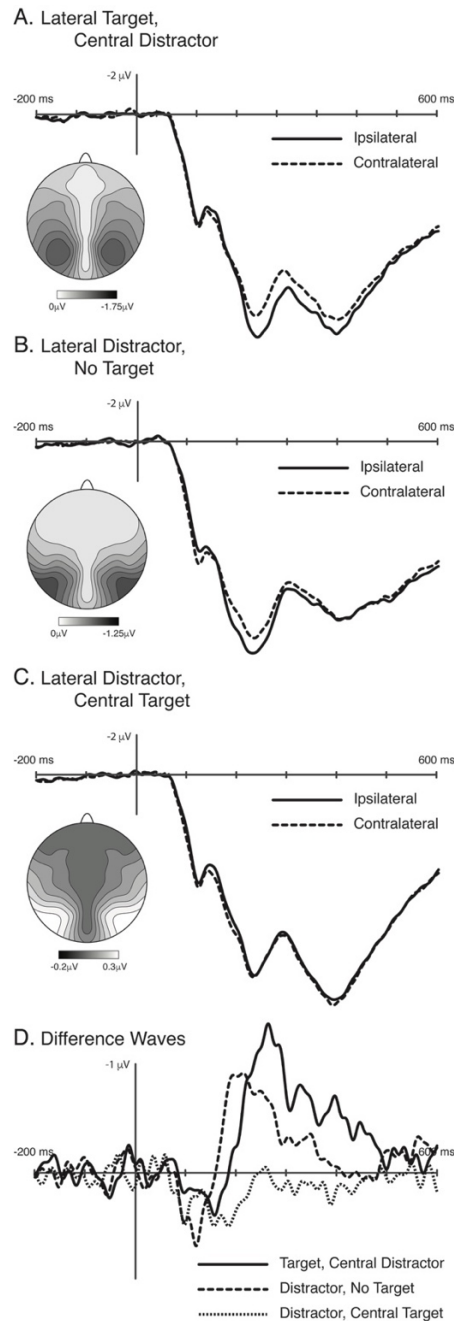 A. Lateral Target,
Central Distractor
-2 µV
-200 ms
600 ms
Ipsilateral
Contralateral
0µV
-1.75µV
B. Lateral Distractor,
No Target
-2 µV
-200 ms
600 ms
Ipsilateral
Contralateral
0µV
-1.25µV
C. Lateral Distractor,
Central Target
-2 µV
-200 ms
600 ms
Ipsilateral
Contralateral
-0.2µV
0.3µV
D. Difference Waves
-1 µV
-200 ms
600 ms
Target, Central Distractor
Distractor, No Target
Distractor, Central Target